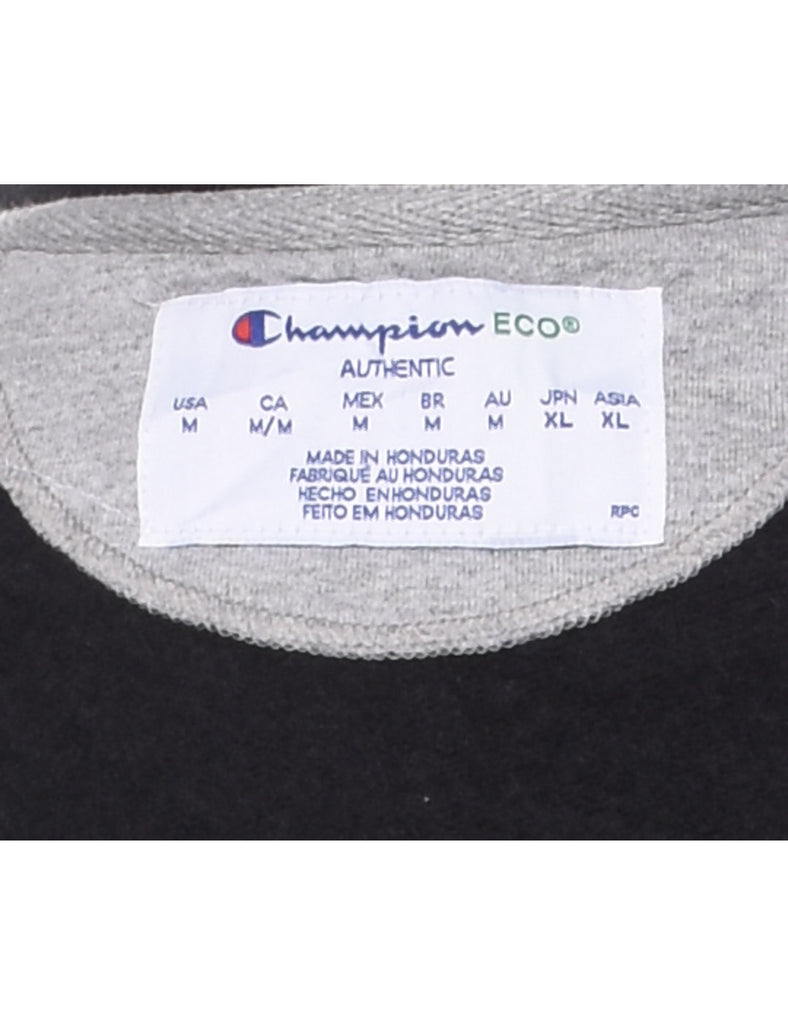 Champion ECO®
AUTHENTIC
USA CA MEX BR AU JPN ASIA
M M/M M M M XL XL
MADE IN HONDURAS
FABRIQUÉ AU HONDURAS
HECHO EN HONDURAS
FEITO EM HONDURAS RPC